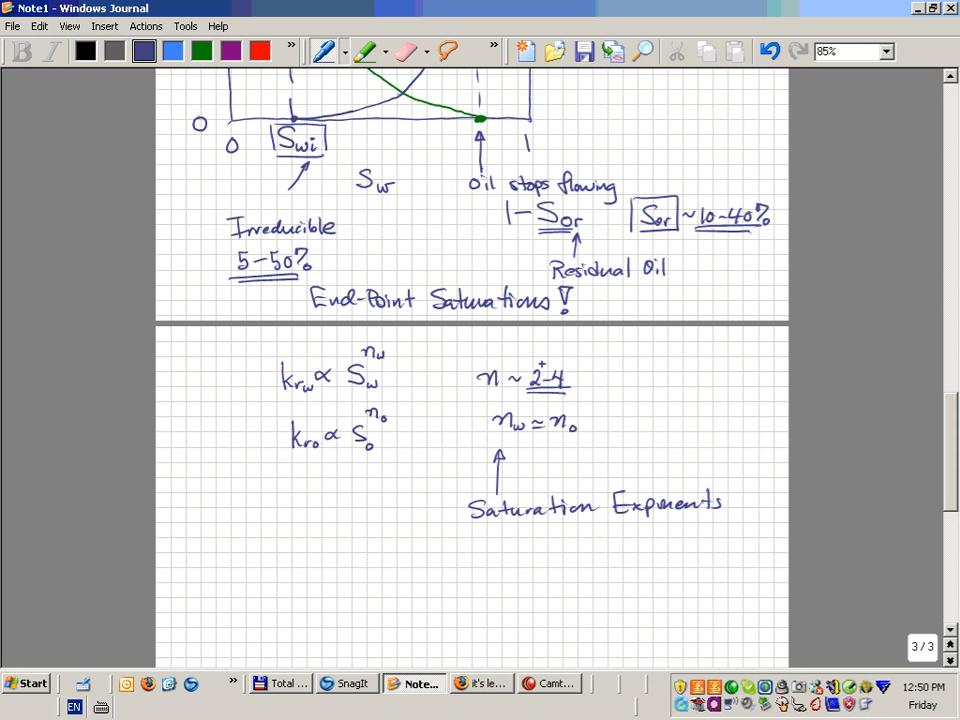 Note1 - Windows Journal
File Edit View Insert Actions Tools Help
B I » » 85%
0
0 Swi 1
Sw
Oil stops flowing
1 - Sor Sor ~ 10-40%
Irreducible
5-50%
Residual Oil
End-Point Saturations!
krw ∝ Sw^nw n ~ 2+-4
nw ≃ no
kro ∝ So^no
Saturation Exponents
3 / 3
Start » Total ... SnagIt Note... it's le... Camt... 12:50 PM
EN Friday